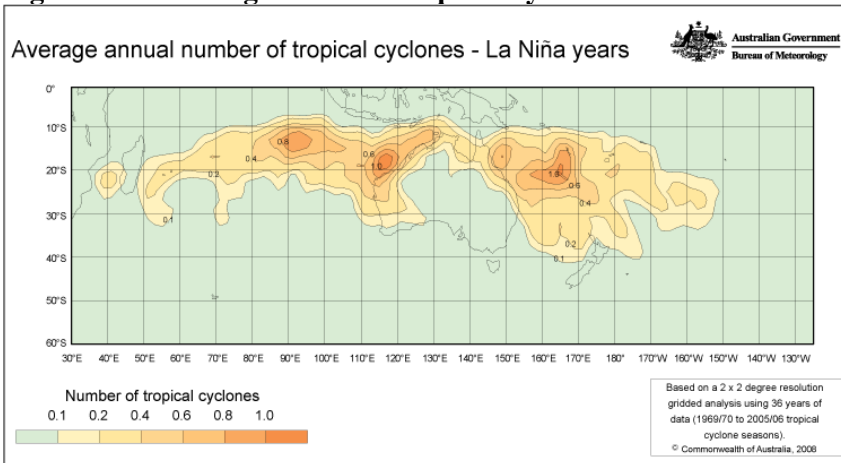 Average annual number of tropical cyclones - La Niña years
Australian Government
Bureau of Meteorology
0°
10°S
20°S
30°S
40°S
50°S
60°S
0.8
0.4
0.2
0.1
0.6
1.0
0.6
0.4
0.2
0.1
30°E 40°E 50°E 60°E 70°E 80°E 90°E 100°E 110°E 120°E 130°E 140°E 150°E 160°E 170°E 180° 170°W 160°W 150°W 140°W 130°W
Number of tropical cyclones
0.1 0.2 0.4 0.6 0.8 1.0
Based on a 2 x 2 degree resolution
gridded analysis using 36 years of
data (1969/70 to 2005/06 tropical
cyclone seasons).
© Commonwealth of Australia, 2008